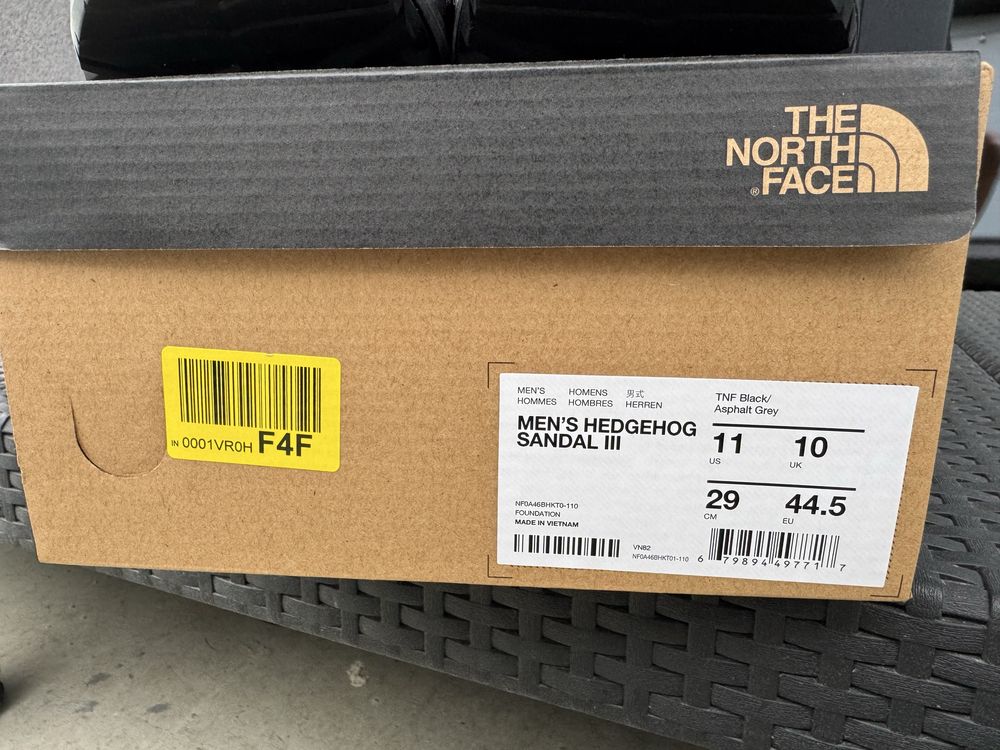 THE
NORTH
® FACE
IN 0001VR0H F4F
MEN'S HOMENS 男式
HOMMES HOMBRES HERREN
MEN'S HEDGEHOG
SANDAL III
NF0A46BHKT0-110
FOUNDATION
MADE IN VIETNAM
VN82
NF0A46BHKT01-110
TNF Black/
Asphalt Grey
11 10
US UK
29 44.5
CM EU
6 79894 49771 7